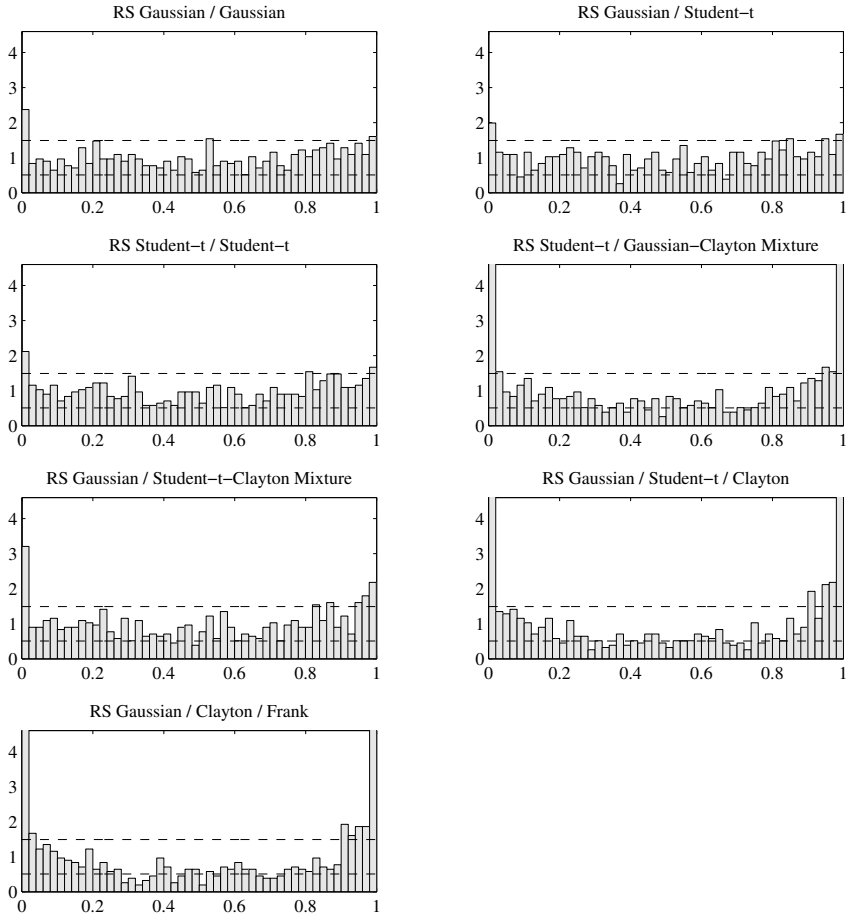 RS Gaussian / Gaussian
4
3
2
1
0
0 0.2 0.4 0.6 0.8 1
RS Gaussian / Student−t
4
3
2
1
0
0 0.2 0.4 0.6 0.8 1
RS Student−t / Student−t
4
3
2
1
0
0 0.2 0.4 0.6 0.8 1
RS Student−t / Gaussian−Clayton Mixture
4
3
2
1
0
0 0.2 0.4 0.6 0.8 1
RS Gaussian / Student−t−Clayton Mixture
4
3
2
1
0
0 0.2 0.4 0.6 0.8 1
RS Gaussian / Student−t / Clayton
4
3
2
1
0
0 0.2 0.4 0.6 0.8 1
RS Gaussian / Clayton / Frank
4
3
2
1
0
0 0.2 0.4 0.6 0.8 1